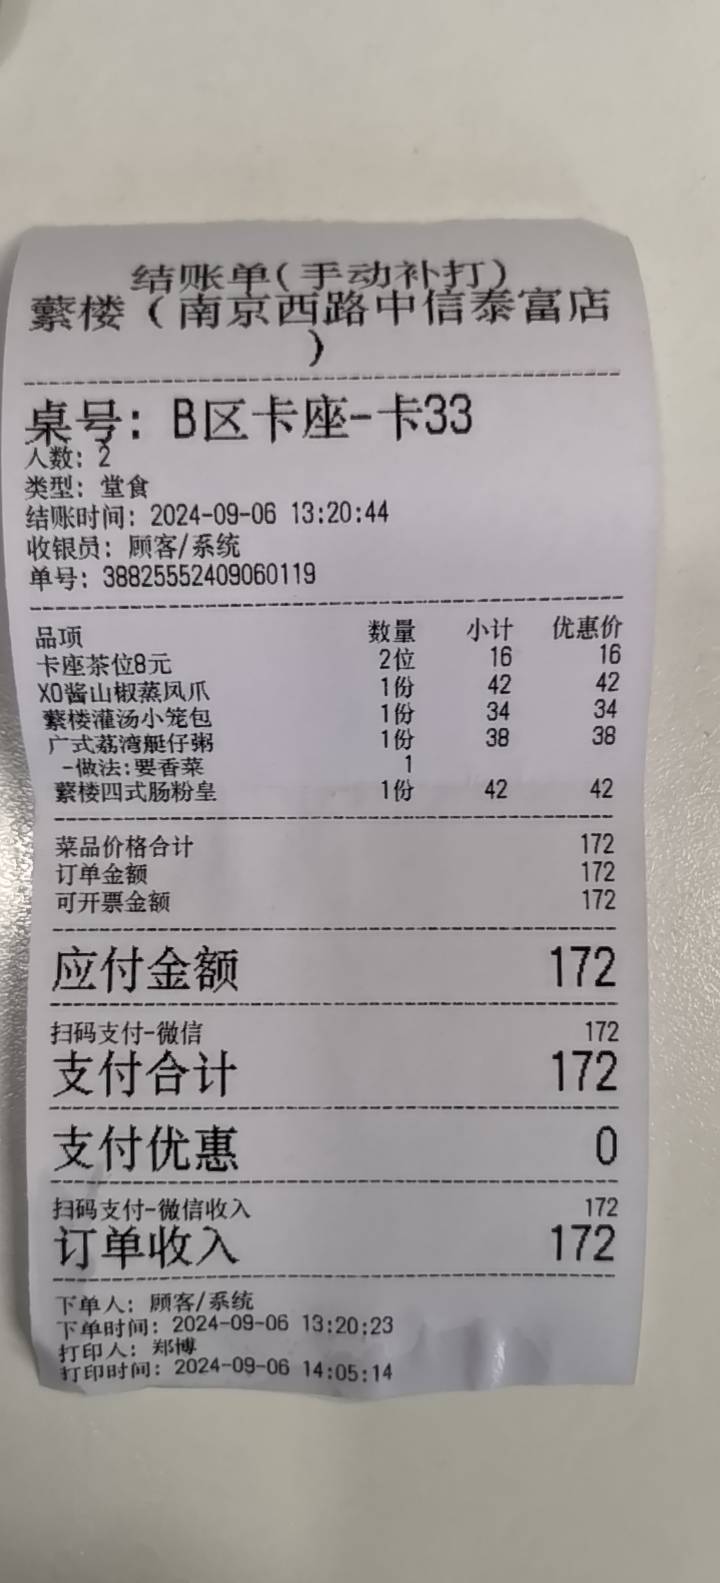 结账单(手动补打)
蘩楼（南京西路中信泰富店
）
桌号: B区卡座-卡33
人数: 2
类型: 堂食
结账时间: 2024-09-06 13:20:44
收银员: 顾客/系统
单号: 38825552409060119
品项 数量 小计 优惠价
卡座茶位8元 2位 16 16
XO酱山椒蒸凤爪 1份 42 42
蘩楼灌汤小笼包 1份 34 34
广式荔湾艇仔粥 1份 38 38
-做法:要香菜 1
蘩楼四式肠粉皇 1份 42 42
菜品价格合计 172
订单金额 172
可开票金额 172
应付金额 172
扫码支付-微信 172
支付合计 172
支付优惠 0
扫码支付-微信收入 172
订单收入 172
下单人: 顾客/系统
下单时间: 2024-09-06 13:20:23
打印人: 郑博
打印时间: 2024-09-06 14:05:14